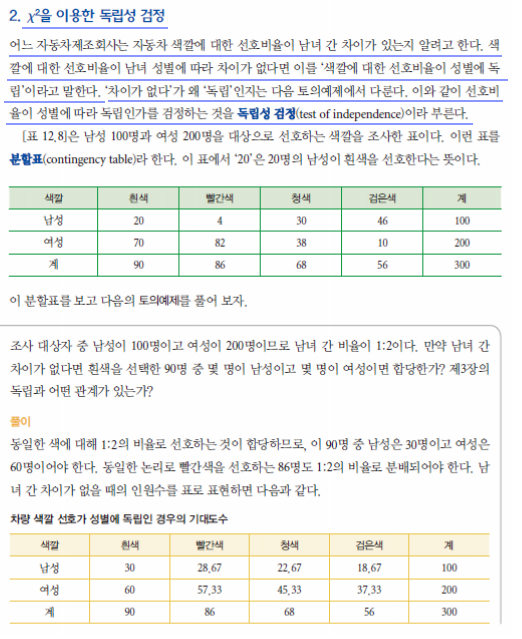 2. χ²을 이용한 독립성 검정
어느 자동차제조회사는 자동차 색깔에 대한 선호비율이 남녀 간 차이가 있는지 알려고 한다. 색
깔에 대한 선호비율이 남녀 성별에 따라 차이가 없다면 이를 '색깔에 대한 선호비율이 성별에 독
립'이라고 말한다. '차이가 없다'가 왜 '독립'인지는 다음 토의예제에서 다룬다. 이와 같이 선호비
율이 성별에 따라 독립인가를 검정하는 것을 독립성 검정(test of independence)이라 부른다.
[표 12.8]은 남성 100명과 여성 200명을 대상으로 선호하는 색깔을 조사한 표이다. 이런 표를
분할표(contingency table)라 한다. 이 표에서 '20'은 20명의 남성이 흰색을 선호한다는 뜻이다.
색깔 흰색 빨간색 청색 검은색 계
남성 20 4 30 46 100
여성 70 82 38 10 200
계 90 86 68 56 300
이 분할표를 보고 다음의 토의예제를 풀어 보자.
조사 대상자 중 남성이 100명이고 여성이 200명이므로 남녀 간 비율이 1:2이다. 만약 남녀 간
차이가 없다면 흰색을 선택한 90명 중 몇 명이 남성이고 몇 명이 여성이면 합당한가? 제3장의
독립과 어떤 관계가 있는가?
풀이
동일한 색에 대해 1:2의 비율로 선호하는 것이 합당하므로, 이 90명 중 남성은 30명이고 여성은
60명이어야 한다. 동일한 논리로 빨간색을 선호하는 86명도 1:2의 비율로 분배되어야 한다. 남
녀 간 차이가 없을 때의 인원수를 표로 표현하면 다음과 같다.
차량 색깔 선호가 성별에 독립인 경우의 기대도수
색깔 흰색 빨간색 청색 검은색 계
남성 30 28.67 22.67 18.67 100
여성 60 57.33 45.33 37.33 200
계 90 86 68 56 300